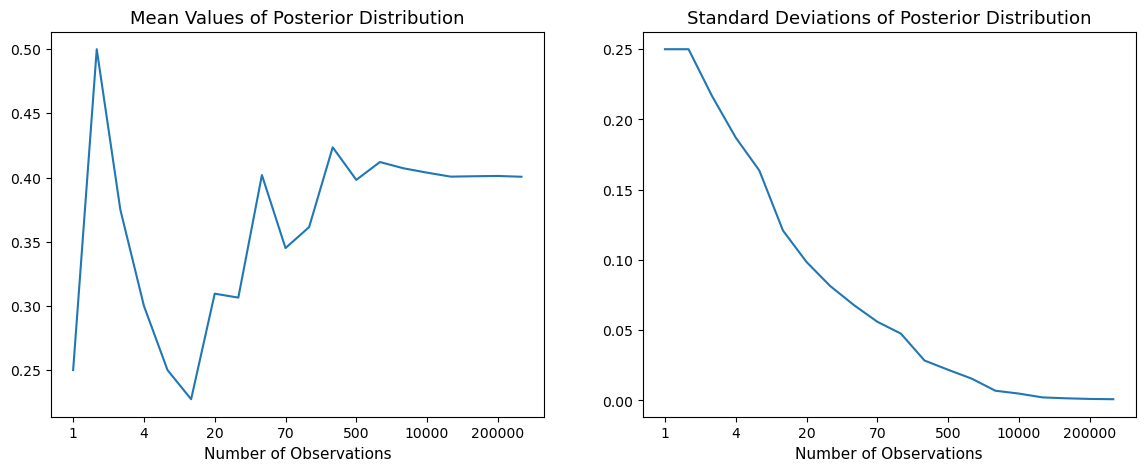 Mean Values of Posterior Distribution
0.50
0.45
0.40
0.35
0.30
0.25
1 4 20 70 500 10000 200000
Number of Observations
Standard Deviations of Posterior Distribution
0.25
0.20
0.15
0.10
0.05
0.00
1 4 20 70 500 10000 200000
Number of Observations